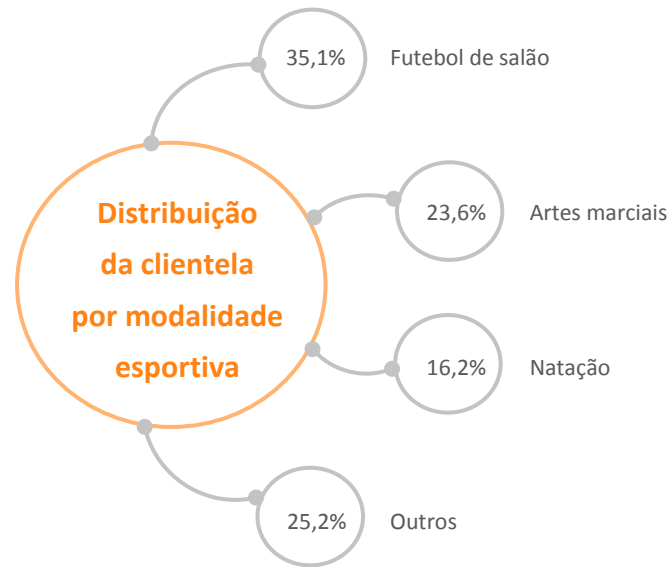 35,1% Futebol de salão
Distribuição
da clientela
por modalidade
esportiva
23,6% Artes marciais
16,2% Natação
25,2% Outros